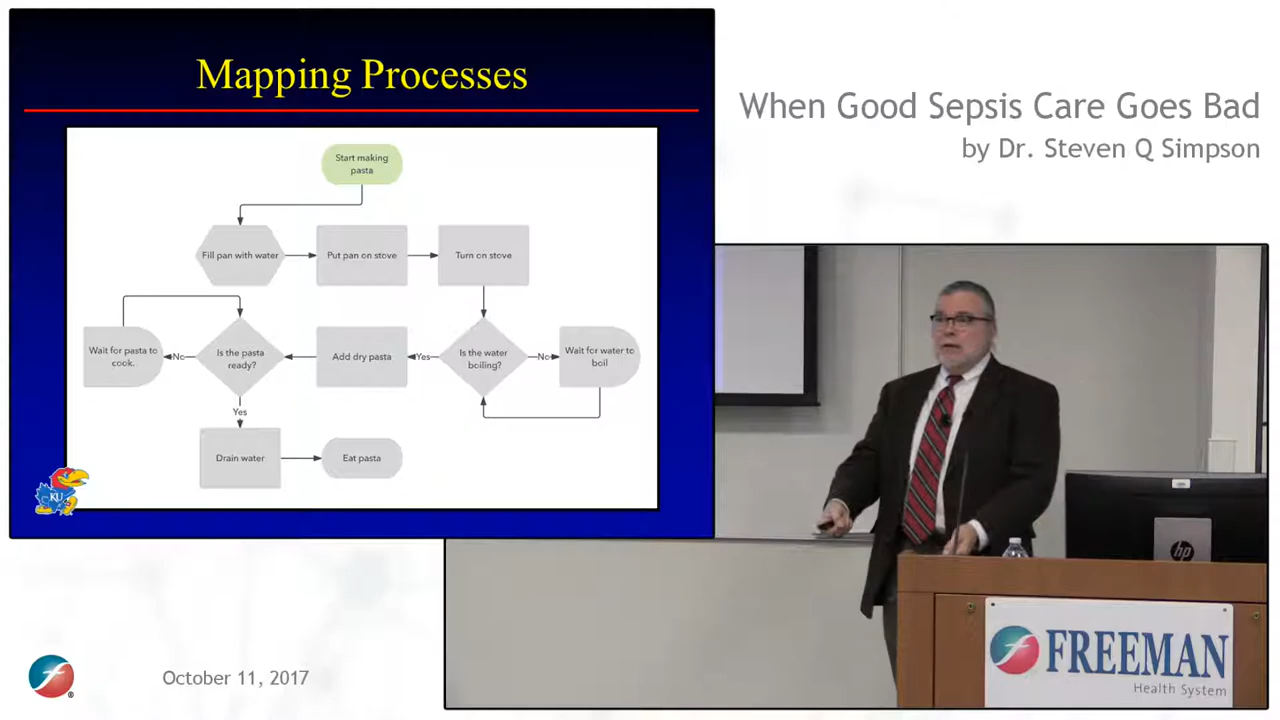 Mapping Processes
Start making
pasta
Fill pan with water
Put pan on stove
Turn on stove
Wait for pasta to
cook.
No
Is the pasta
ready?
Add dry pasta
Yes
Is the water
boiling?
No
Wait for water to
boil
Yes
Drain water
Eat pasta
KU
When Good Sepsis Care Goes Bad
by Dr. Steven Q Simpson
hp
FREEMAN
Health System
October 11, 2017
®